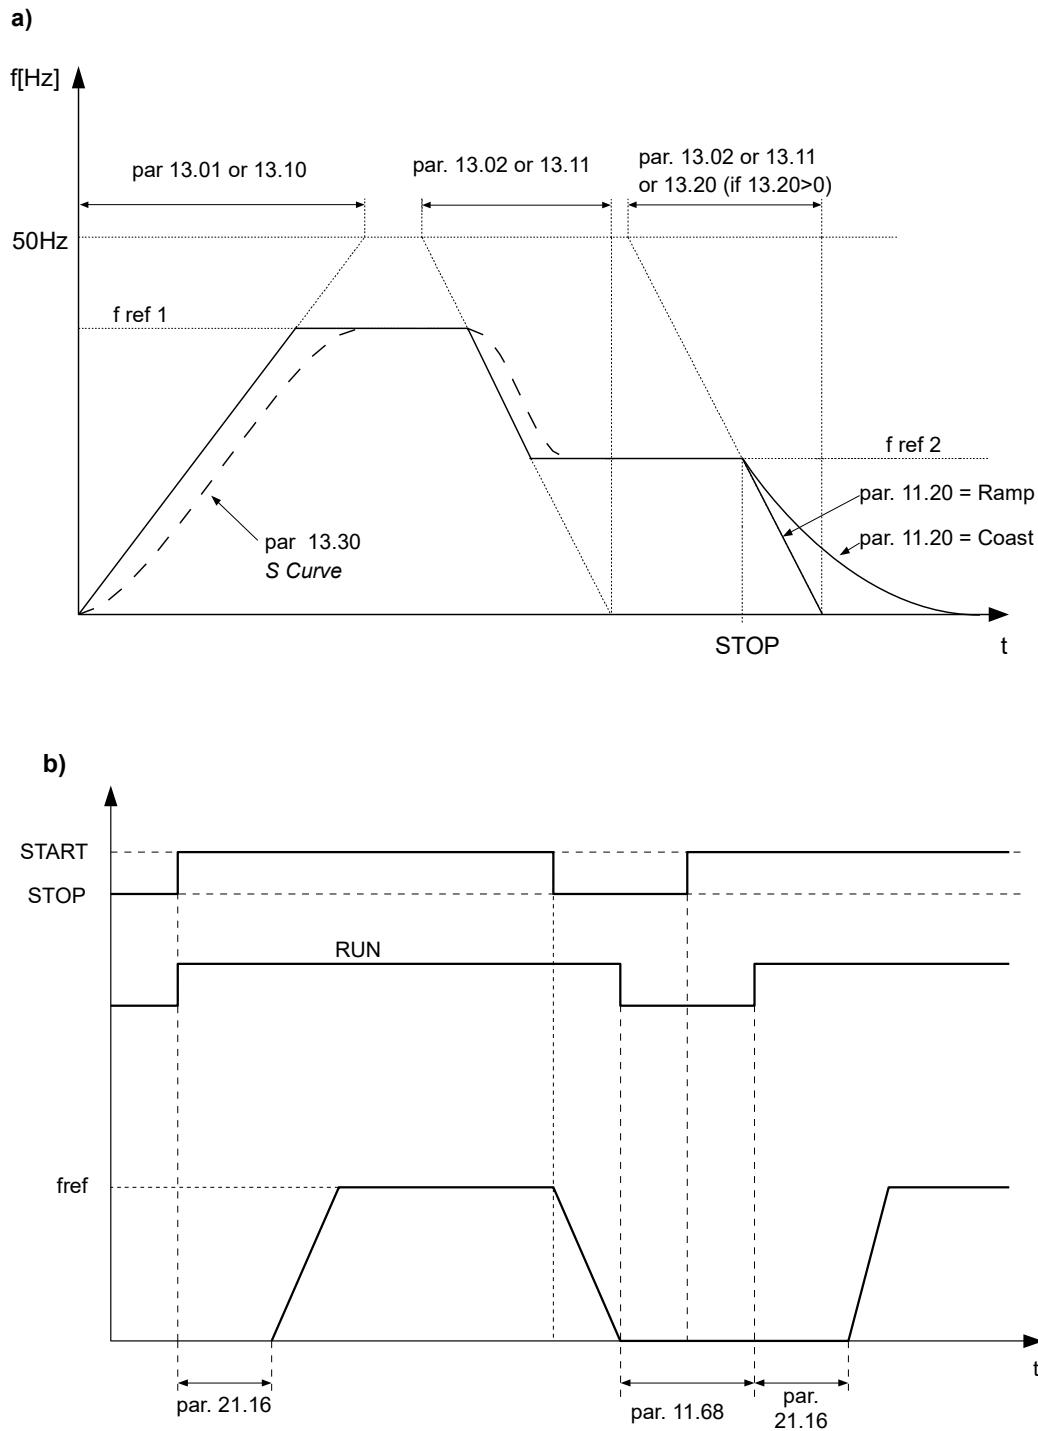 a)
f[Hz]
par 13.01 or 13.10
par. 13.02 or 13.11
par. 13.02 or 13.11
or 13.20 (if 13.20>0)
50Hz
f ref 1
f ref 2
par. 11.20 = Ramp
par. 11.20 = Coast
par  13.30
S Curve
STOP
t
b)
START
STOP
RUN
fref
t
par. 21.16
par. 11.68
par.
21.16